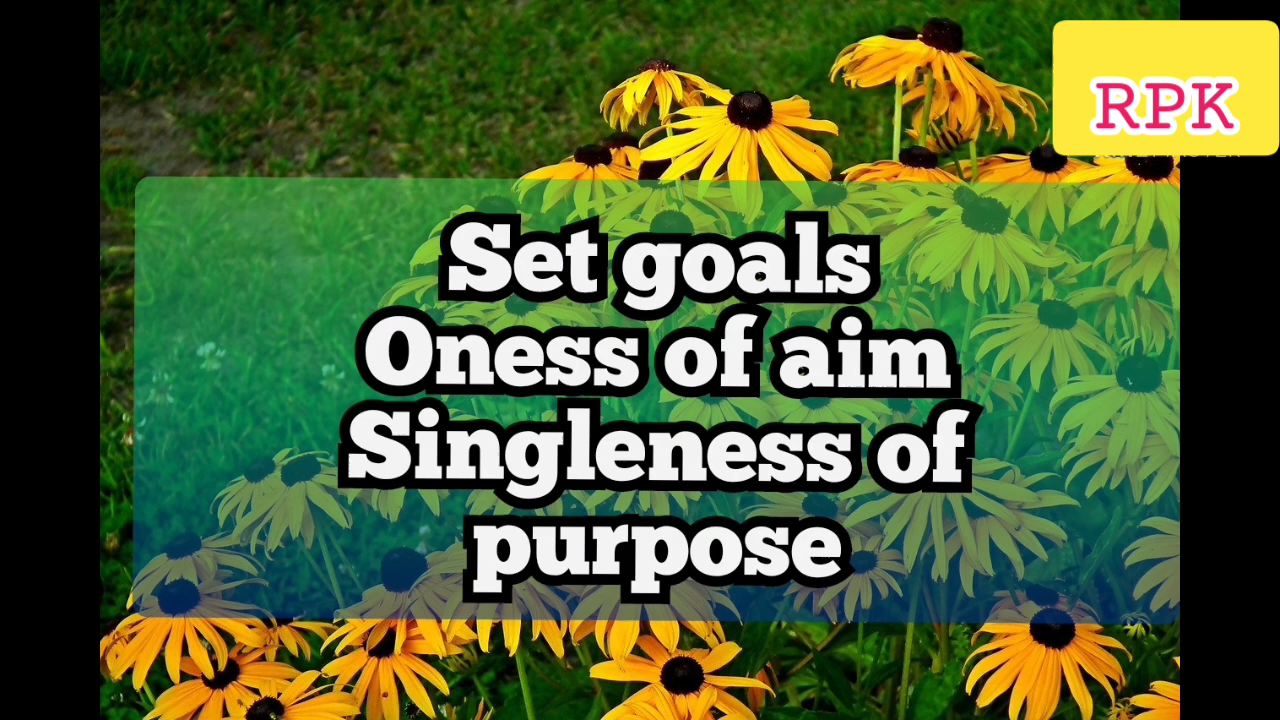 RPK
Set goals
Oness of aim
Singleness of
purpose